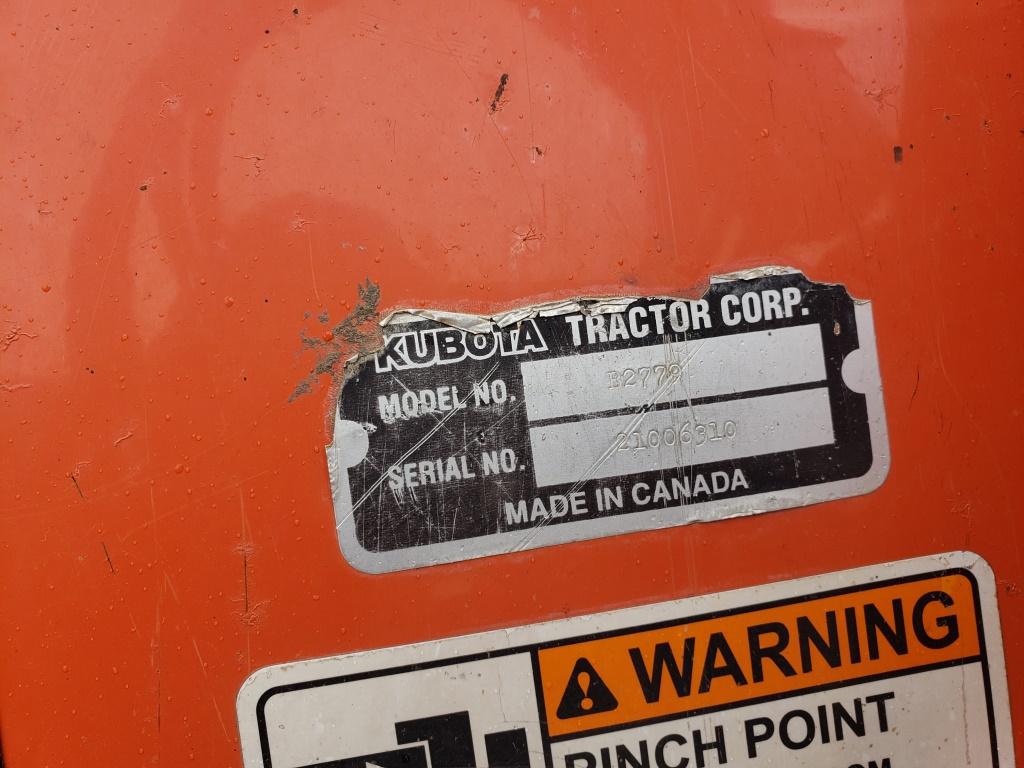 KUBOTA TRACTOR CORP.
MODEL NO. B2779
SERIAL NO. 21006310
MADE IN CANADA
WARNING
PINCH POINT